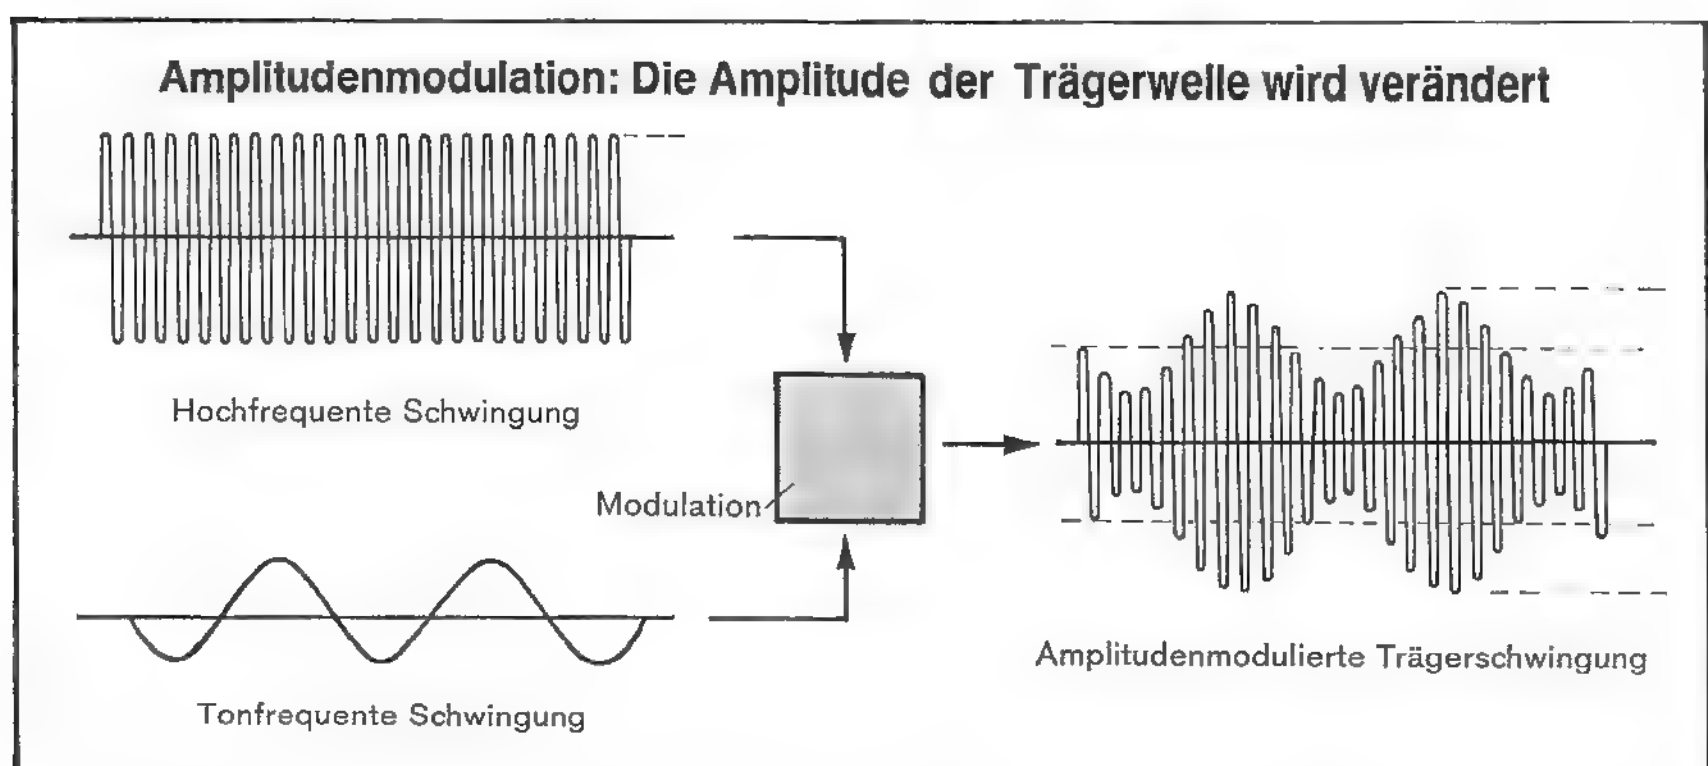 Amplitudenmodulation: Die Amplitude der Trägerwelle wird verändert
Hochfrequente Schwingung
Modulation
Tonfrequente Schwingung
Amplitudenmodulierte Trägerschwingung